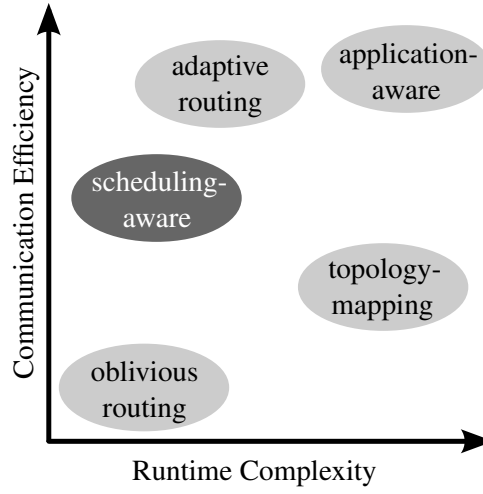 adaptive
routing
application-
aware
scheduling-
aware
topology-
mapping
oblivious
routing
Communication Efficiency
Runtime Complexity